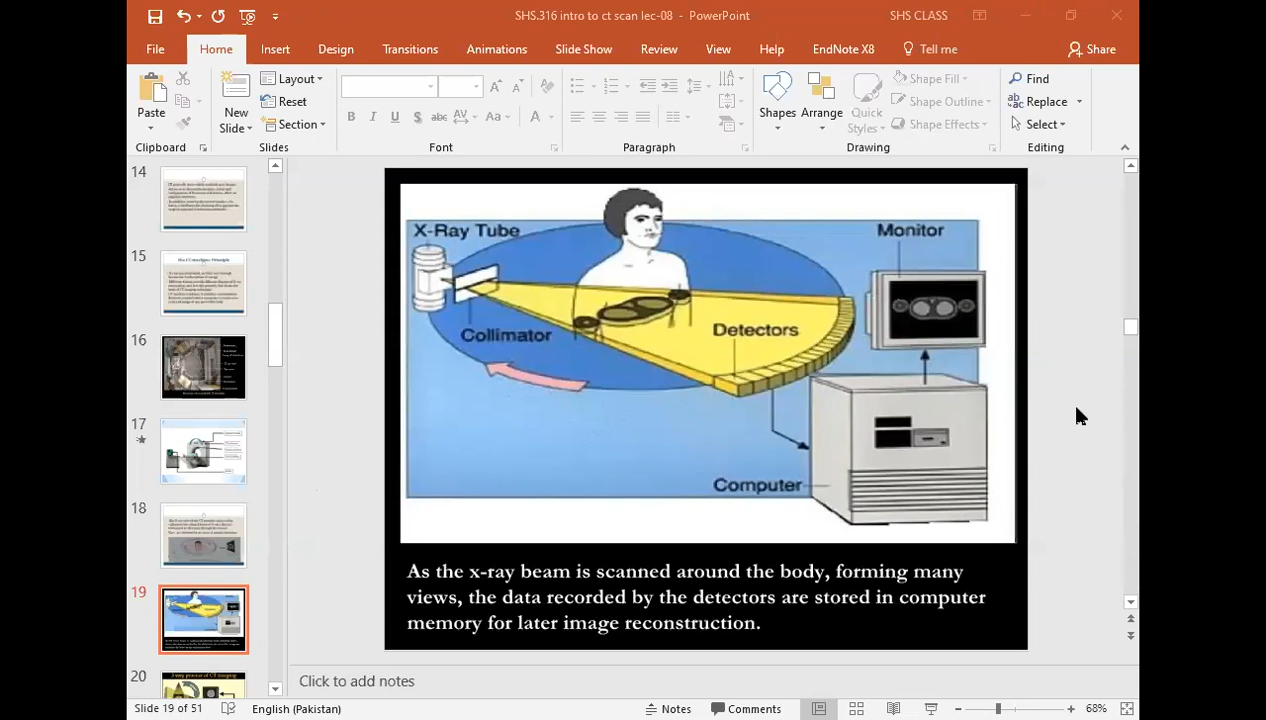 SHS.316 intro to ct scan lec-08 - PowerPoint
SHS CLASS
File Home Insert Design Transitions Animations Slide Show Review View Help EndNote X8 Tell me Share
Paste
New Slide
Layout
Reset
Section
B I U S abc AV Aa A
Shapes
Arrange
Quick Styles
Shape Fill
Shape Outline
Shape Effects
Find
Replace
Select
Clipboard Slides Font Paragraph Drawing Editing
14
15
16
17
18
19
20
X-Ray Tube
Monitor
Collimator
Detectors
Computer
As the x-ray beam is scanned around the body, forming many
views, the data recorded by the detectors are stored in computer
memory for later image reconstruction.
Click to add notes
Slide 19 of 51 English (Pakistan) Notes Comments 68%